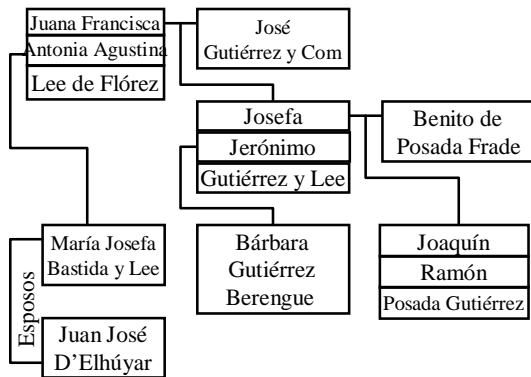 Juana Francisca
Antonia Agustina
Lee de Flórez
José
Gutiérrez y Com
Josefa
Jerónimo
Gutiérrez y Lee
Benito de
Posada Frade
María Josefa
Bastida y Lee
Esposos
Juan José
D'Elhúyar
Bárbara
Gutiérrez
Berengue
Joaquín
Ramón
Posada Gutiérrez